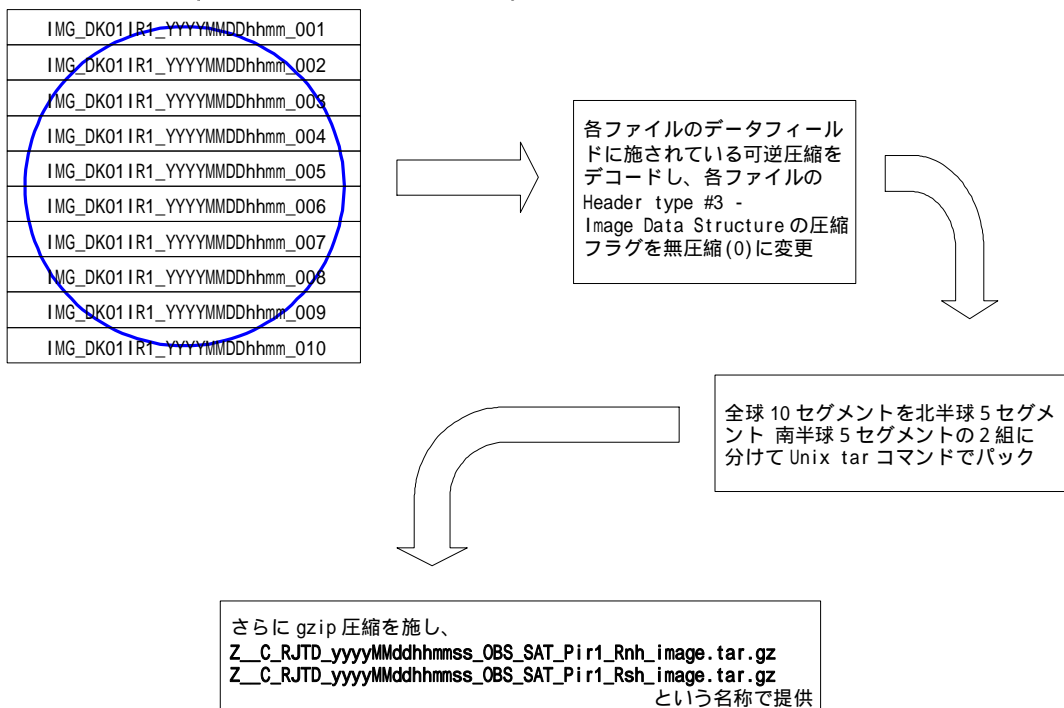 IMG_DK01IR1_YYYYMMDDhhmm_001
IMG_DK01IR1_YYYYMMDDhhmm_002
IMG_DK01IR1_YYYYMMDDhhmm_003
IMG_DK01IR1_YYYYMMDDhhmm_004
IMG_DK01IR1_YYYYMMDDhhmm_005
IMG_DK01IR1_YYYYMMDDhhmm_006
IMG_DK01IR1_YYYYMMDDhhmm_007
IMG_DK01IR1_YYYYMMDDhhmm_008
IMG_DK01IR1_YYYYMMDDhhmm_009
IMG_DK01IR1_YYYYMMDDhhmm_010
各ファイルのデータフィール
ドに施されている可逆圧縮を
デコードし、各ファイルの
Header type #3 -
Image Data Structure の圧縮
フラグを無圧縮(0)に変更
全球 10 セグメントを北半球 5 セグメ
ント 南半球 5 セグメントの 2 組に
分けて Unix tar コマンドでパック
さらに gzip 圧縮を施し、
Z__C_RJTD_yyyyMMddhhmmss_OBS_SAT_Pir1_Rnh_image.tar.gz
Z__C_RJTD_yyyyMMddhhmmss_OBS_SAT_Pir1_Rsh_image.tar.gz
という名称で提供